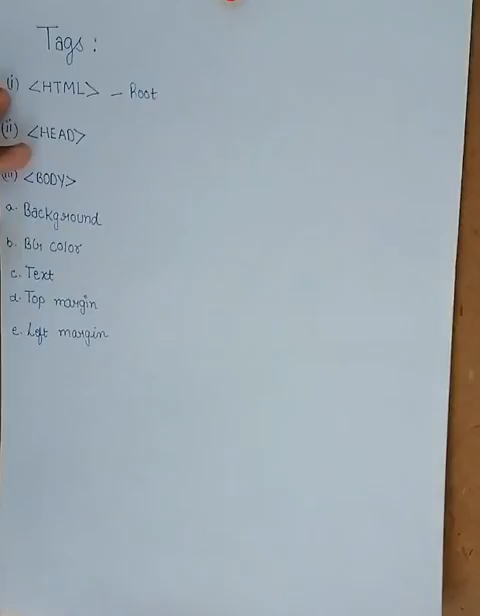 Tags :
(i) <HTML> - Root
(ii) <HEAD>
(iii) <BODY>
a. Background
b. BG color
c. Text
d. Top margin
e. Left margin